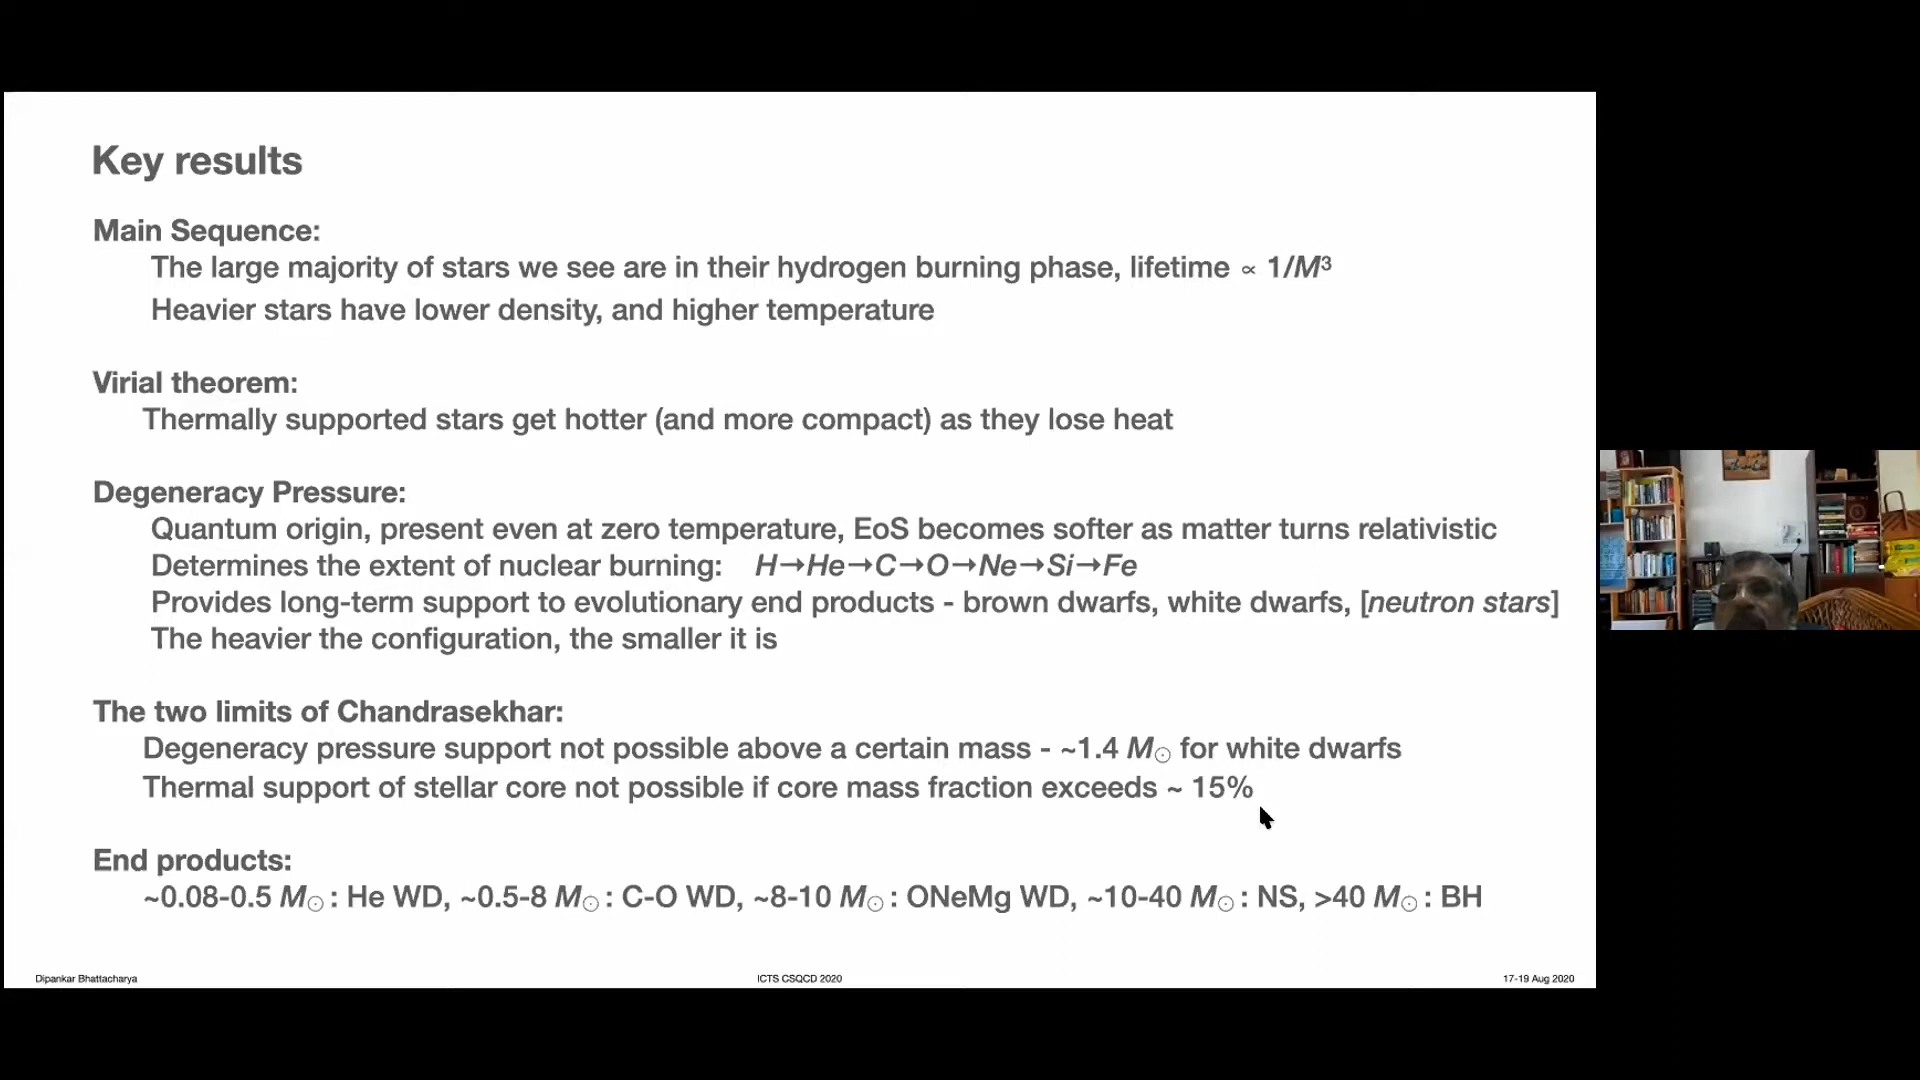 Key results
Main Sequence:
The large majority of stars we see are in their hydrogen burning phase, lifetime ∝ 1/M³
Heavier stars have lower density, and higher temperature
Virial theorem:
Thermally supported stars get hotter (and more compact) as they lose heat
Degeneracy Pressure:
Quantum origin, present even at zero temperature, EoS becomes softer as matter turns relativistic
Determines the extent of nuclear burning: H→He→C→O→Ne→Si→Fe
Provides long-term support to evolutionary end products - brown dwarfs, white dwarfs, [neutron stars]
The heavier the configuration, the smaller it is
The two limits of Chandrasekhar:
Degeneracy pressure support not possible above a certain mass - ~1.4 M☉ for white dwarfs
Thermal support of stellar core not possible if core mass fraction exceeds ~ 15%
End products:
~0.08-0.5 M☉ : He WD, ~0.5-8 M☉ : C-O WD, ~8-10 M☉ : ONeMg WD, ~10-40 M☉ : NS, >40 M☉ : BH
Dipankar Bhattacharya ICTS CSQCD 2020 17-19 Aug 2020